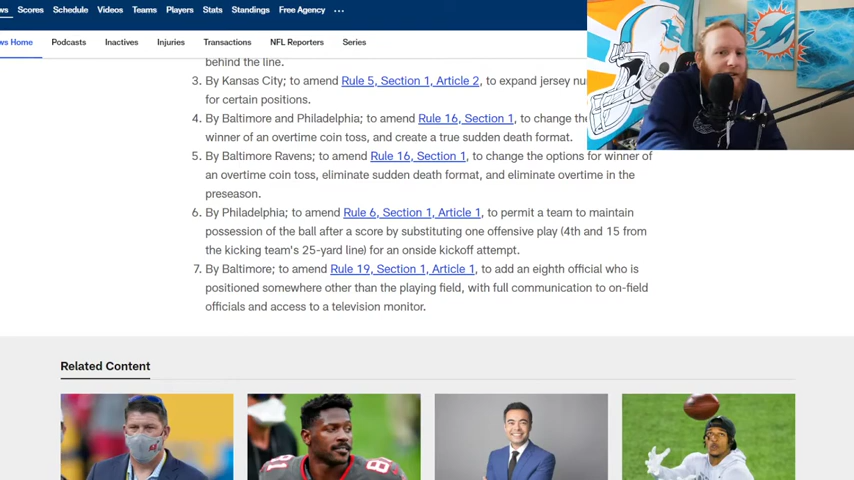 ws Scores Schedule Videos Teams Players Stats Standings Free Agency
ws Home Podcasts Inactives Injuries Transactions NFL Reporters Series
behind the line.
3. By Kansas City; to amend Rule 5, Section 1, Article 2, to expand jersey nu
for certain positions.
4. By Baltimore and Philadelphia; to amend Rule 16, Section 1, to change the
winner of an overtime coin toss, and create a true sudden death format.
5. By Baltimore Ravens; to amend Rule 16, Section 1, to change the options for winner of
an overtime coin toss, eliminate sudden death format, and eliminate overtime in the
preseason.
6. By Philadelphia; to amend Rule 6, Section 1, Article 1, to permit a team to maintain
possession of the ball after a score by substituting one offensive play (4th and 15 from
the kicking team's 25-yard line) for an onside kickoff attempt.
7. By Baltimore; to amend Rule 19, Section 1, Article 1, to add an eighth official who is
positioned somewhere other than the playing field, with full communication to on-field
officials and access to a television monitor.
Related Content
81